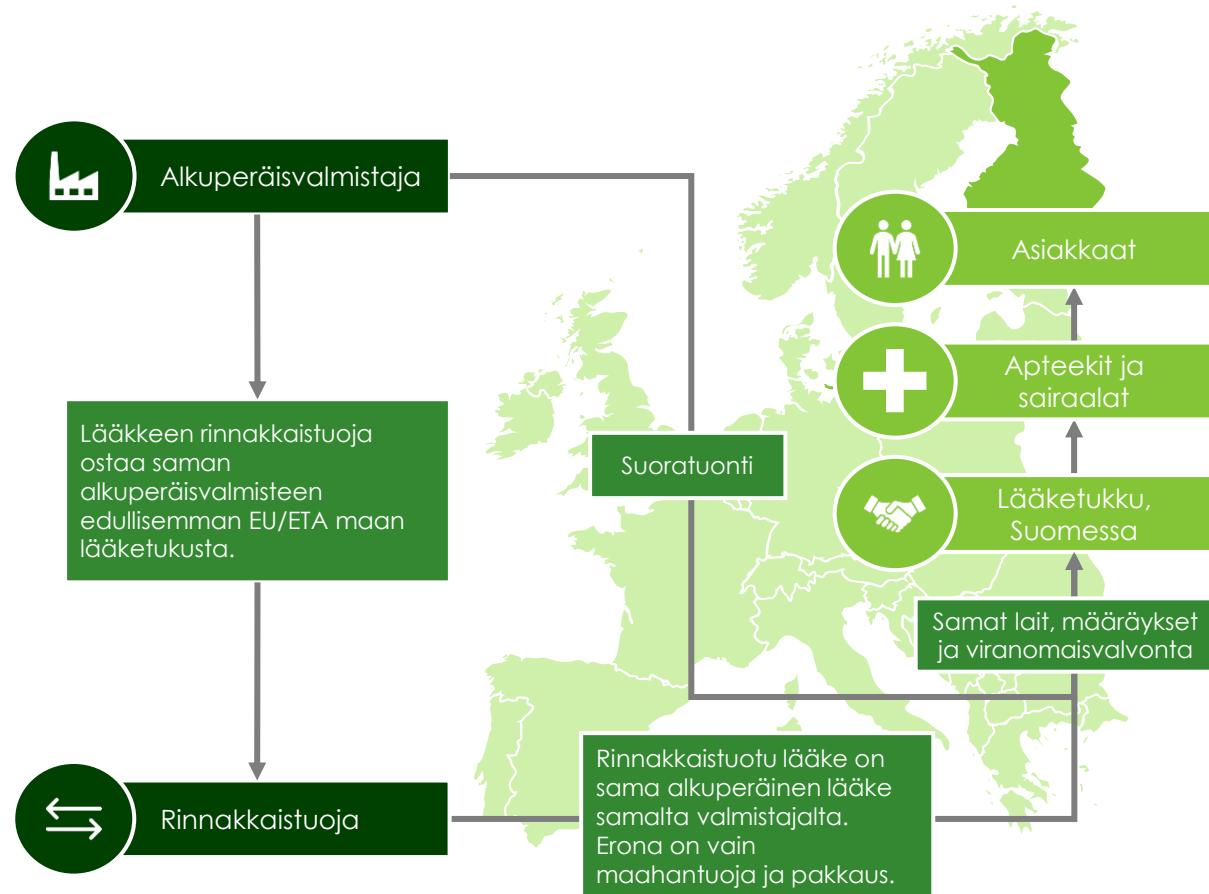 Alkuperäisvalmistaja
Asiakkaat
Apteekit ja
sairaalat
Lääkkeen rinnakkaistuoja
ostaa saman
alkuperäisvalmisteen
edullisemman EU/ETA maan
lääketukusta.
Suoratuonti
Lääketukku,
Suomessa
Samat lait, määräykset
ja viranomaisvalvonta
Rinnakkaistuotu lääke on
sama alkuperäinen lääke
samalta valmistajalta.
Erona on vain
maahantuoja ja pakkaus.
Rinnakkaistuoja